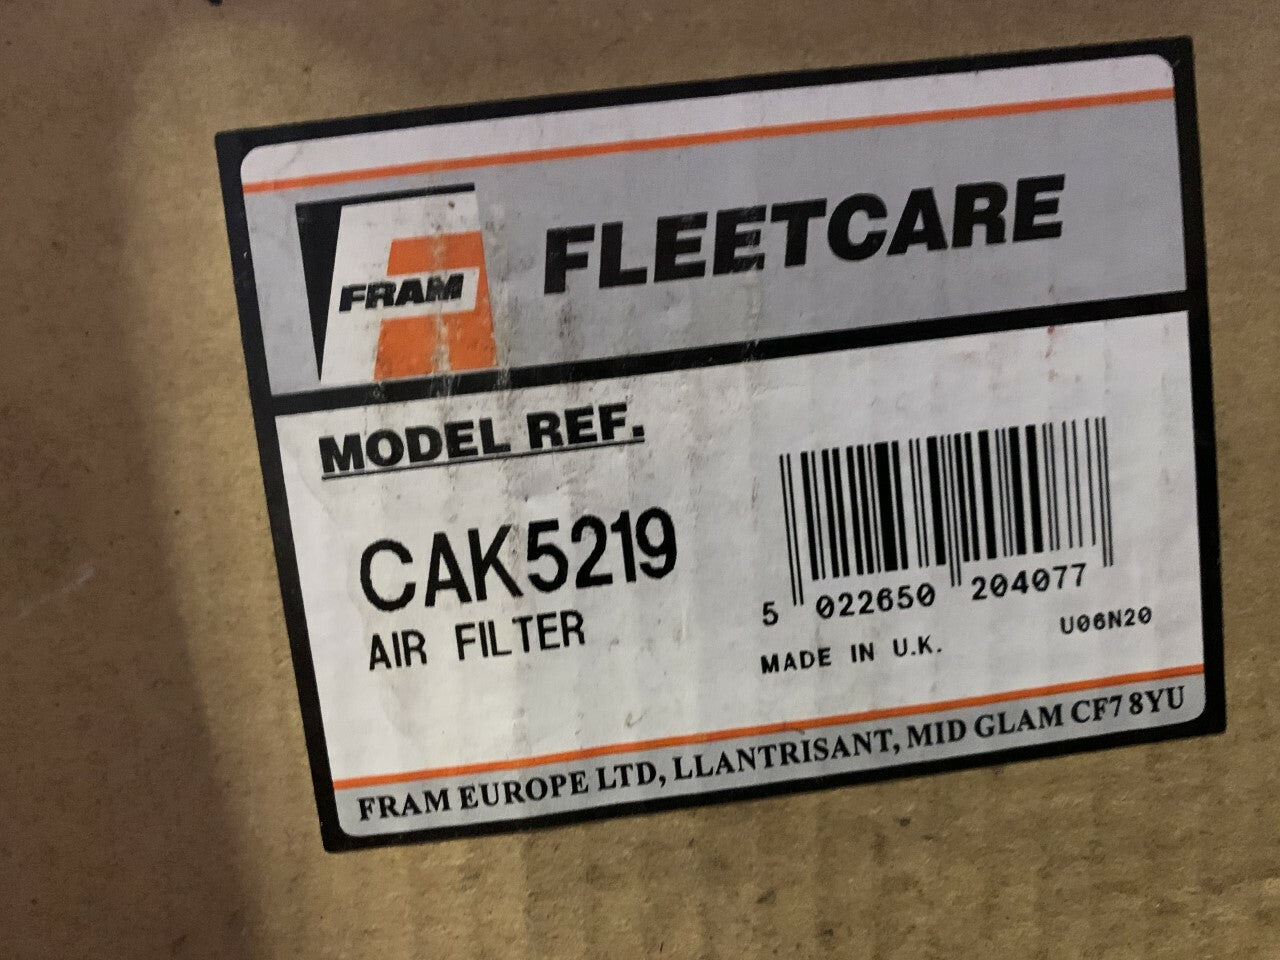 FRAM
FLEETCARE
MODEL REF.
CAK5219
AIR FILTER
5 022650 204077
MADE IN U.K.
U06N20
FRAM EUROPE LTD, LLANTRISANT, MID GLAM CF7 8YU